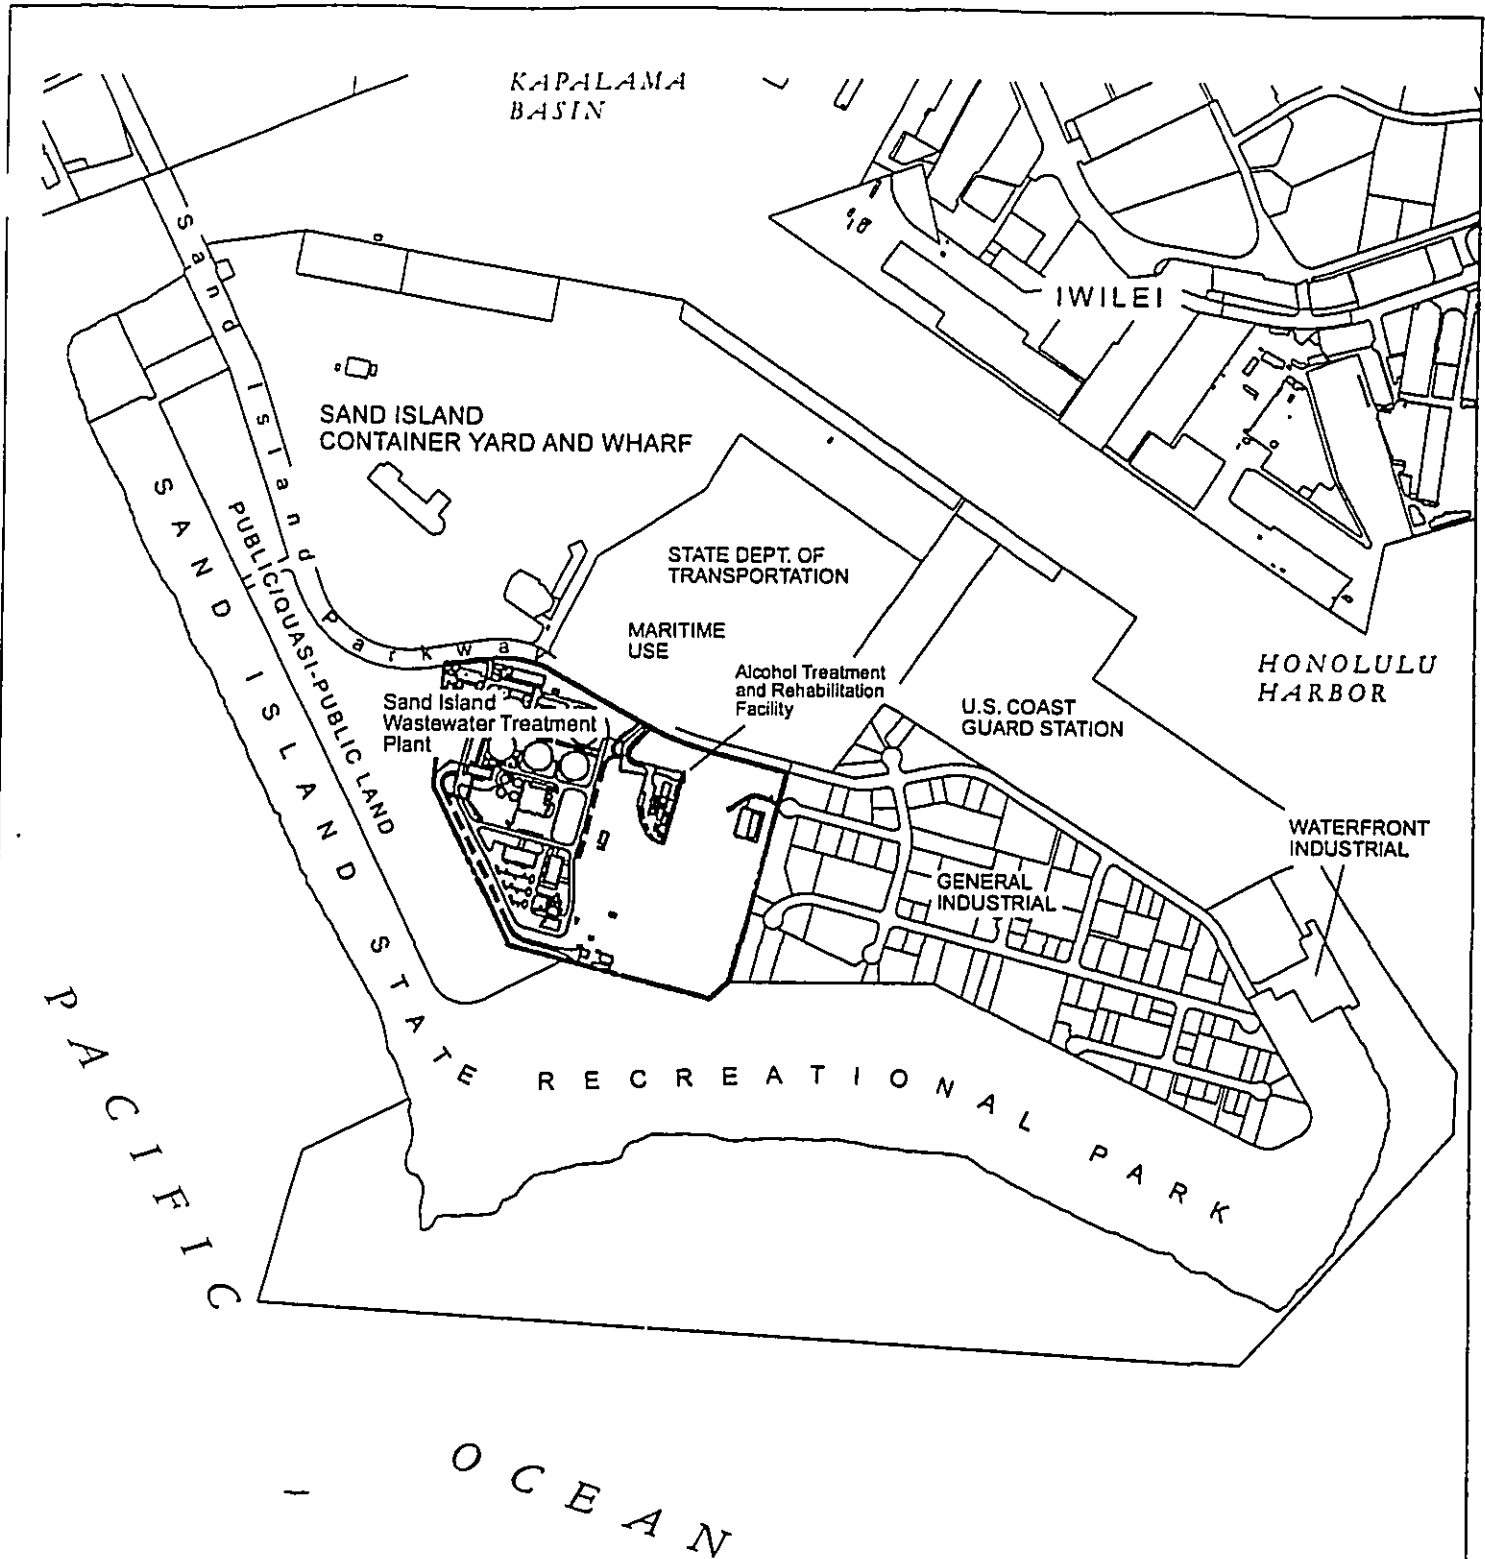 KAPALAMA
BASIN
IWILEI
Sand Island Parkwa
SAND ISLAND
CONTAINER YARD AND WHARF
STATE DEPT. OF
TRANSPORTATION
MARITIME
USE
Alcohol Treatment
and Rehabilitation
Facility
U.S. COAST
GUARD STATION
HONOLULU
HARBOR
Sand Island
Wastewater Treatment
Plant
PUBLIC/QUASI-PUBLIC LAND
WATERFRONT
INDUSTRIAL
GENERAL
INDUSTRIAL
SAND ISLAND STATE RECREATIONAL PARK
PACIFIC
OCEAN